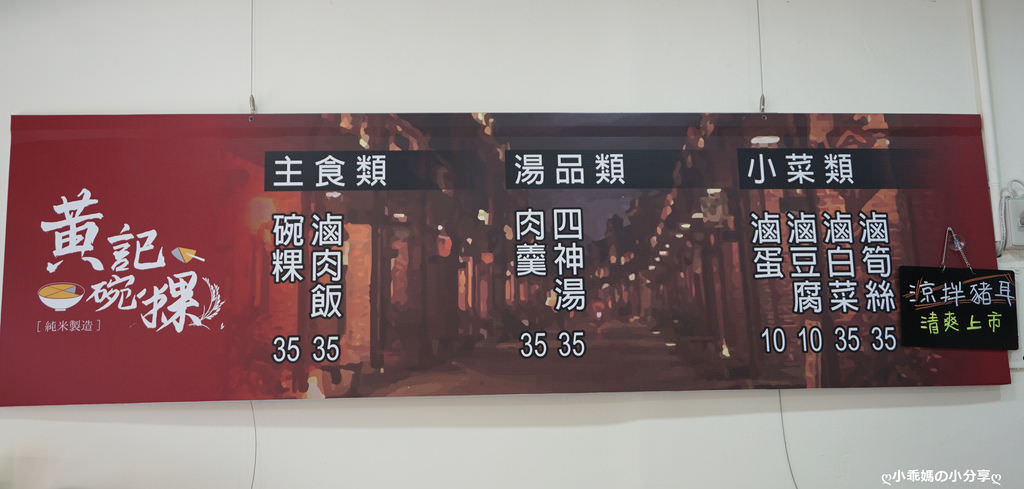 黃記
碗粿
[純米製造]
主食類
碗粿 35
滷肉飯 35
湯品類
肉羹 35
四神湯 35
小菜類
滷蛋 10
滷豆腐 10
滷白菜 35
滷筍絲 35
涼拌豬耳
清爽上市
ღ小乖媽の小分享ღ